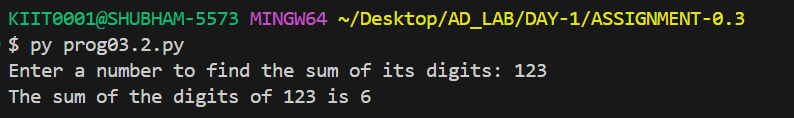 KIIT0001@SHUBHAM-5573 MINGW64 ~/Desktop/AD_LAB/DAY-1/ASSIGNMENT-0.3
$ py prog03.2.py
Enter a number to find the sum of its digits: 123
The sum of the digits of 123 is 6